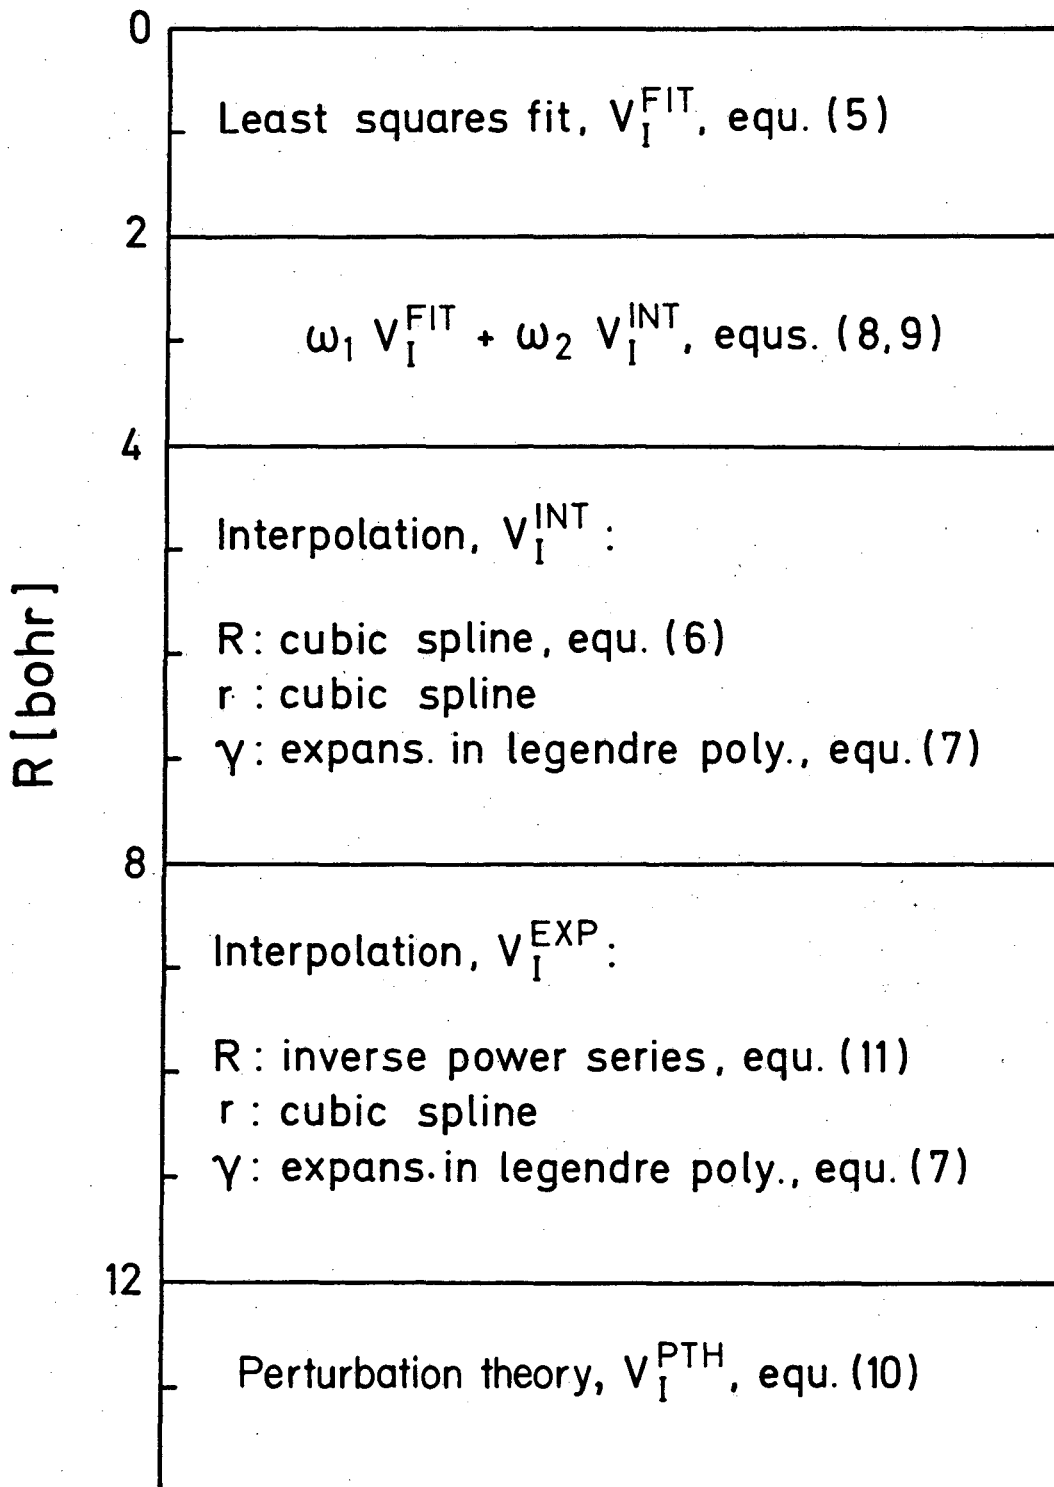 0
Least squares fit, V_I^FIT, equ. (5)
2
ω₁ V_I^FIT + ω₂ V_I^INT, equs. (8,9)
4
Interpolation, V_I^INT :
R [bohr]
R : cubic spline, equ. (6)
r : cubic spline
γ : expans. in legendre poly., equ. (7)
8
Interpolation, V_I^EXP :
R : inverse power series, equ. (11)
r : cubic spline
γ : expans. in legendre poly., equ. (7)
12
Perturbation theory, V_I^PTH, equ. (10)